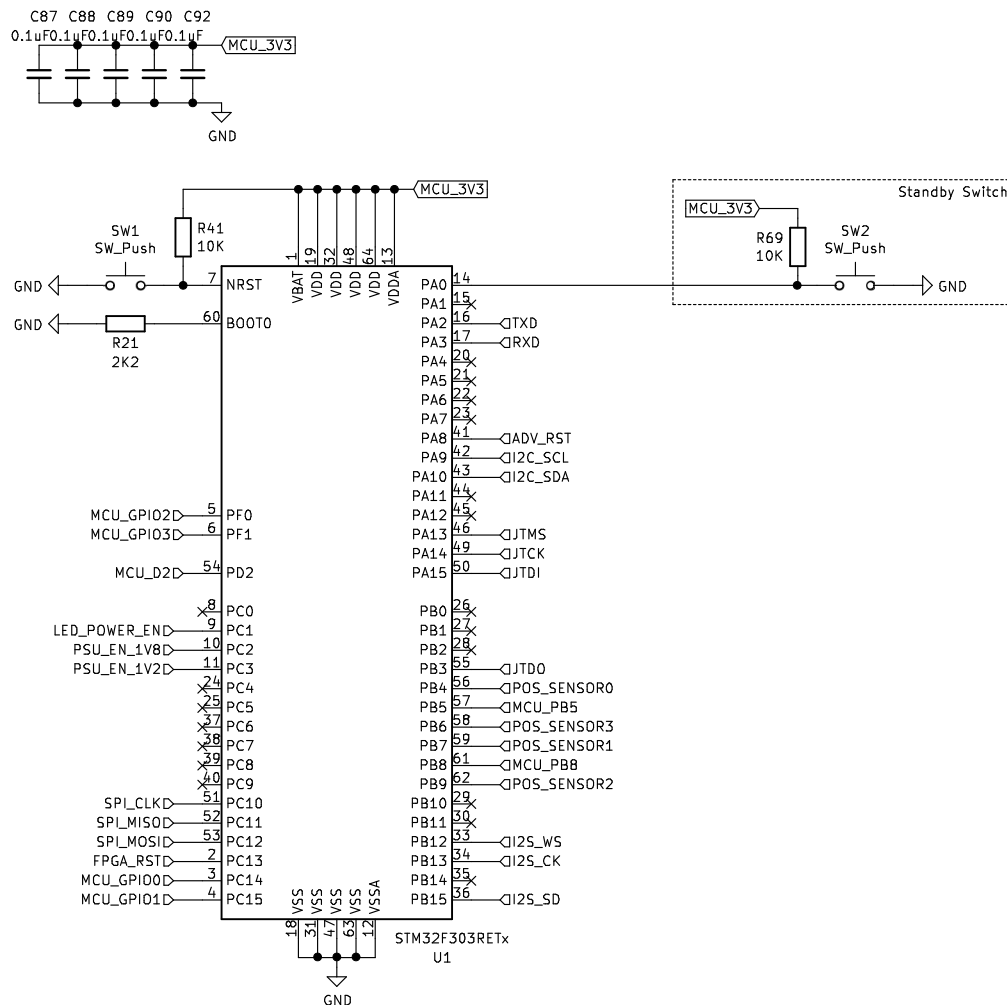 C87 C88 C89 C90 C92
0.1uF 0.1uF 0.1uF 0.1uF 0.1uF
MCU_3V3
GND
MCU_3V3
Standby Switch
MCU_3V3
SW1
SW_Push
R41
10K
R69
10K
SW2
SW_Push
1 19 32 48 64 13
VBAT VDD VDD VDD VDD VDDA
GND 7 NRST
PA0 14
GND
PA1 15
GND 60 BOOT0
PA2 16 TXD
R21
2K2
PA3 17 RXD
PA4 20
PA5 21
PA6 22
PA7 23
PA8 41 ADV_RST
PA9 42 I2C_SCL
PA10 43 I2C_SDA
PA11 44
MCU_GPIO2 5 PF0
PA12 45
MCU_GPIO3 6 PF1
PA13 46 JTMS
PA14 49 JTCK
MCU_D2 54 PD2
PA15 50 JTDI
8 PC0
PB0 26
LED_POWER_EN 9 PC1
PB1 27
PSU_EN_1V8 10 PC2
PB2 28
PSU_EN_1V2 11 PC3
PB3 55 JTDO
24 PC4
PB4 56 POS_SENSOR0
25 PC5
PB5 57 MCU_PB5
37 PC6
PB6 58 POS_SENSOR3
38 PC7
PB7 59 POS_SENSOR1
39 PC8
PB8 61 MCU_PB8
40 PC9
PB9 62 POS_SENSOR2
SPI_CLK 51 PC10
PB10 29
SPI_MISO 52 PC11
PB11 30
SPI_MOSI 53 PC12
PB12 33 I2S_WS
FPGA_RST 2 PC13
PB13 34 I2S_CK
MCU_GPIO0 3 PC14
PB14 35
MCU_GPIO1 4 PC15
PB15 36 I2S_SD
VSS VSS VSS VSS VSSA
18 31 47 63 12
STM32F303RETx
U1
GND